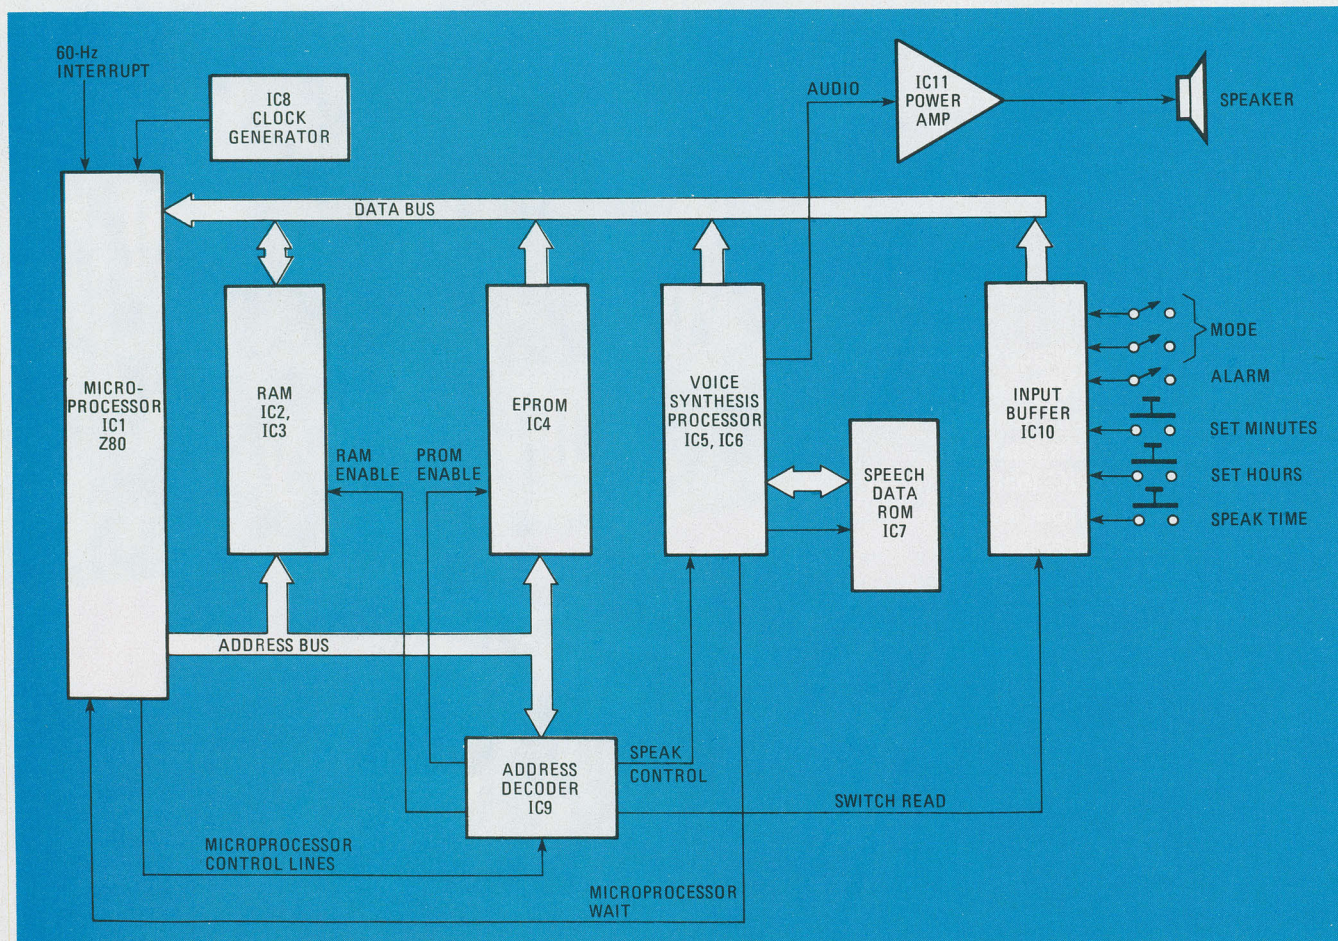 60-Hz
INTERRUPT
IC8
CLOCK
GENERATOR
AUDIO
IC11
POWER
AMP
SPEAKER
DATA BUS
MICRO-
PROCESSOR
IC1
Z80
RAM
IC2,
IC3
EPROM
IC4
VOICE
SYNTHESIS
PROCESSOR
IC5, IC6
INPUT
BUFFER
IC10
MODE
ALARM
SET MINUTES
SET HOURS
SPEAK TIME
RAM
ENABLE
PROM
ENABLE
SPEECH
DATA
ROM
IC7
ADDRESS BUS
ADDRESS
DECODER
IC9
SPEAK
CONTROL
SWITCH READ
MICROPROCESSOR
CONTROL LINES
MICROPROCESSOR
WAIT